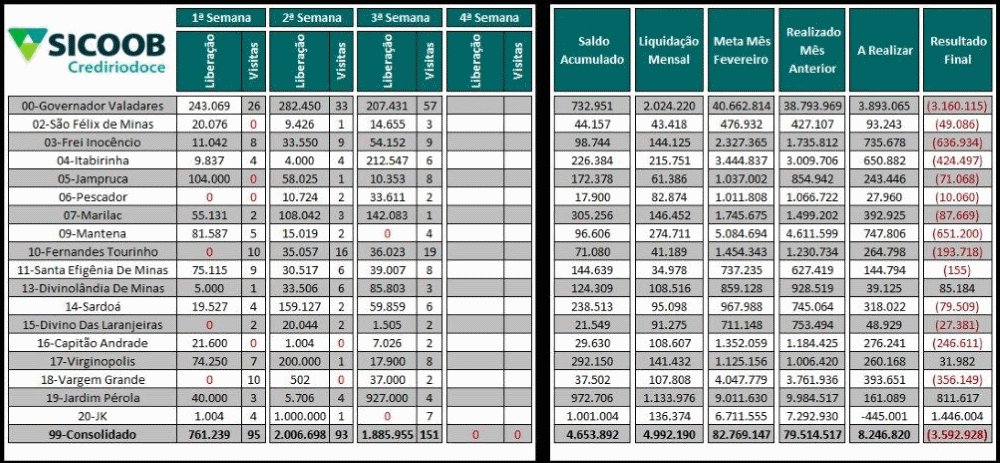 SICOOB
Crediriodoce
1ª Semana 2ª Semana 3ª Semana 4ª Semana
Liberação Visitas Liberação Visitas Liberação Visitas Liberação Visitas
Saldo Acumulado Liquidação Mensal Meta Mês Fevereiro Realizado Mês Anterior A Realizar Resultado Final
00-Governador Valadares 243.069 26 282.450 33 207.431 57 732.951 2.024.220 40.662.814 38.793.969 3.893.065 (3.160.115)
02-São Félix de Minas 20.076 0 9.426 1 14.655 3 44.157 43.418 476.932 427.107 93.243 (49.086)
03-Frei Inocêncio 11.042 8 33.550 9 54.152 9 98.744 144.125 2.327.365 1.735.812 735.678 (636.934)
04-Itabirinha 9.837 4 4.000 4 212.547 6 226.384 215.751 3.444.837 3.009.706 650.882 (424.497)
05-Jampruca 104.000 0 58.025 1 10.353 8 172.378 61.386 1.037.002 854.942 243.446 (71.068)
06-Pescador 0 0 10.724 2 33.611 2 17.900 82.874 1.011.808 1.066.722 27.960 (10.060)
07-Marilac 55.131 2 108.042 3 142.083 1 305.256 146.452 1.745.675 1.499.202 392.925 (87.669)
09-Mantena 81.587 5 15.019 2 0 4 96.606 274.711 5.084.694 4.611.599 747.806 (651.200)
10-Fernandes Tourinho 0 10 35.057 16 36.023 19 71.080 41.189 1.454.343 1.230.734 264.798 (193.718)
11-Santa Efigênia De Minas 75.115 9 30.517 6 39.007 8 144.639 34.978 737.235 627.419 144.794 (155)
13-Divinolândia De Minas 5.000 1 33.506 6 85.803 3 124.309 108.516 859.128 928.519 39.125 85.184
14-Sardoá 19.527 4 159.127 2 59.859 6 238.513 95.098 967.988 745.064 318.022 (79.509)
15-Divino Das Laranjeiras 0 2 20.044 2 1.505 2 21.549 91.275 711.148 753.494 48.929 (27.381)
16-Capitão Andrade 21.600 0 1.004 0 7.026 2 29.630 108.607 1.352.059 1.184.425 276.241 (246.611)
17-Virginopolis 74.250 7 200.000 1 17.900 8 292.150 141.432 1.125.156 1.006.420 260.168 31.982
18-Vargem Grande 0 10 502 0 37.000 2 37.502 107.808 4.047.779 3.761.936 393.651 (356.149)
19-Jardim Pérola 40.000 3 5.706 4 927.000 4 972.706 1.133.976 9.011.630 9.984.517 161.089 811.617
20-JK 1.004 4 1.000.000 1 0 7 1.001.004 136.374 6.711.555 7.292.930 -445.001 1.446.004
99-Consolidado 761.239 95 2.006.698 93 1.885.955 151 0 0 4.653.892 4.992.190 82.769.147 79.514.517 8.246.820 (3.592.928)